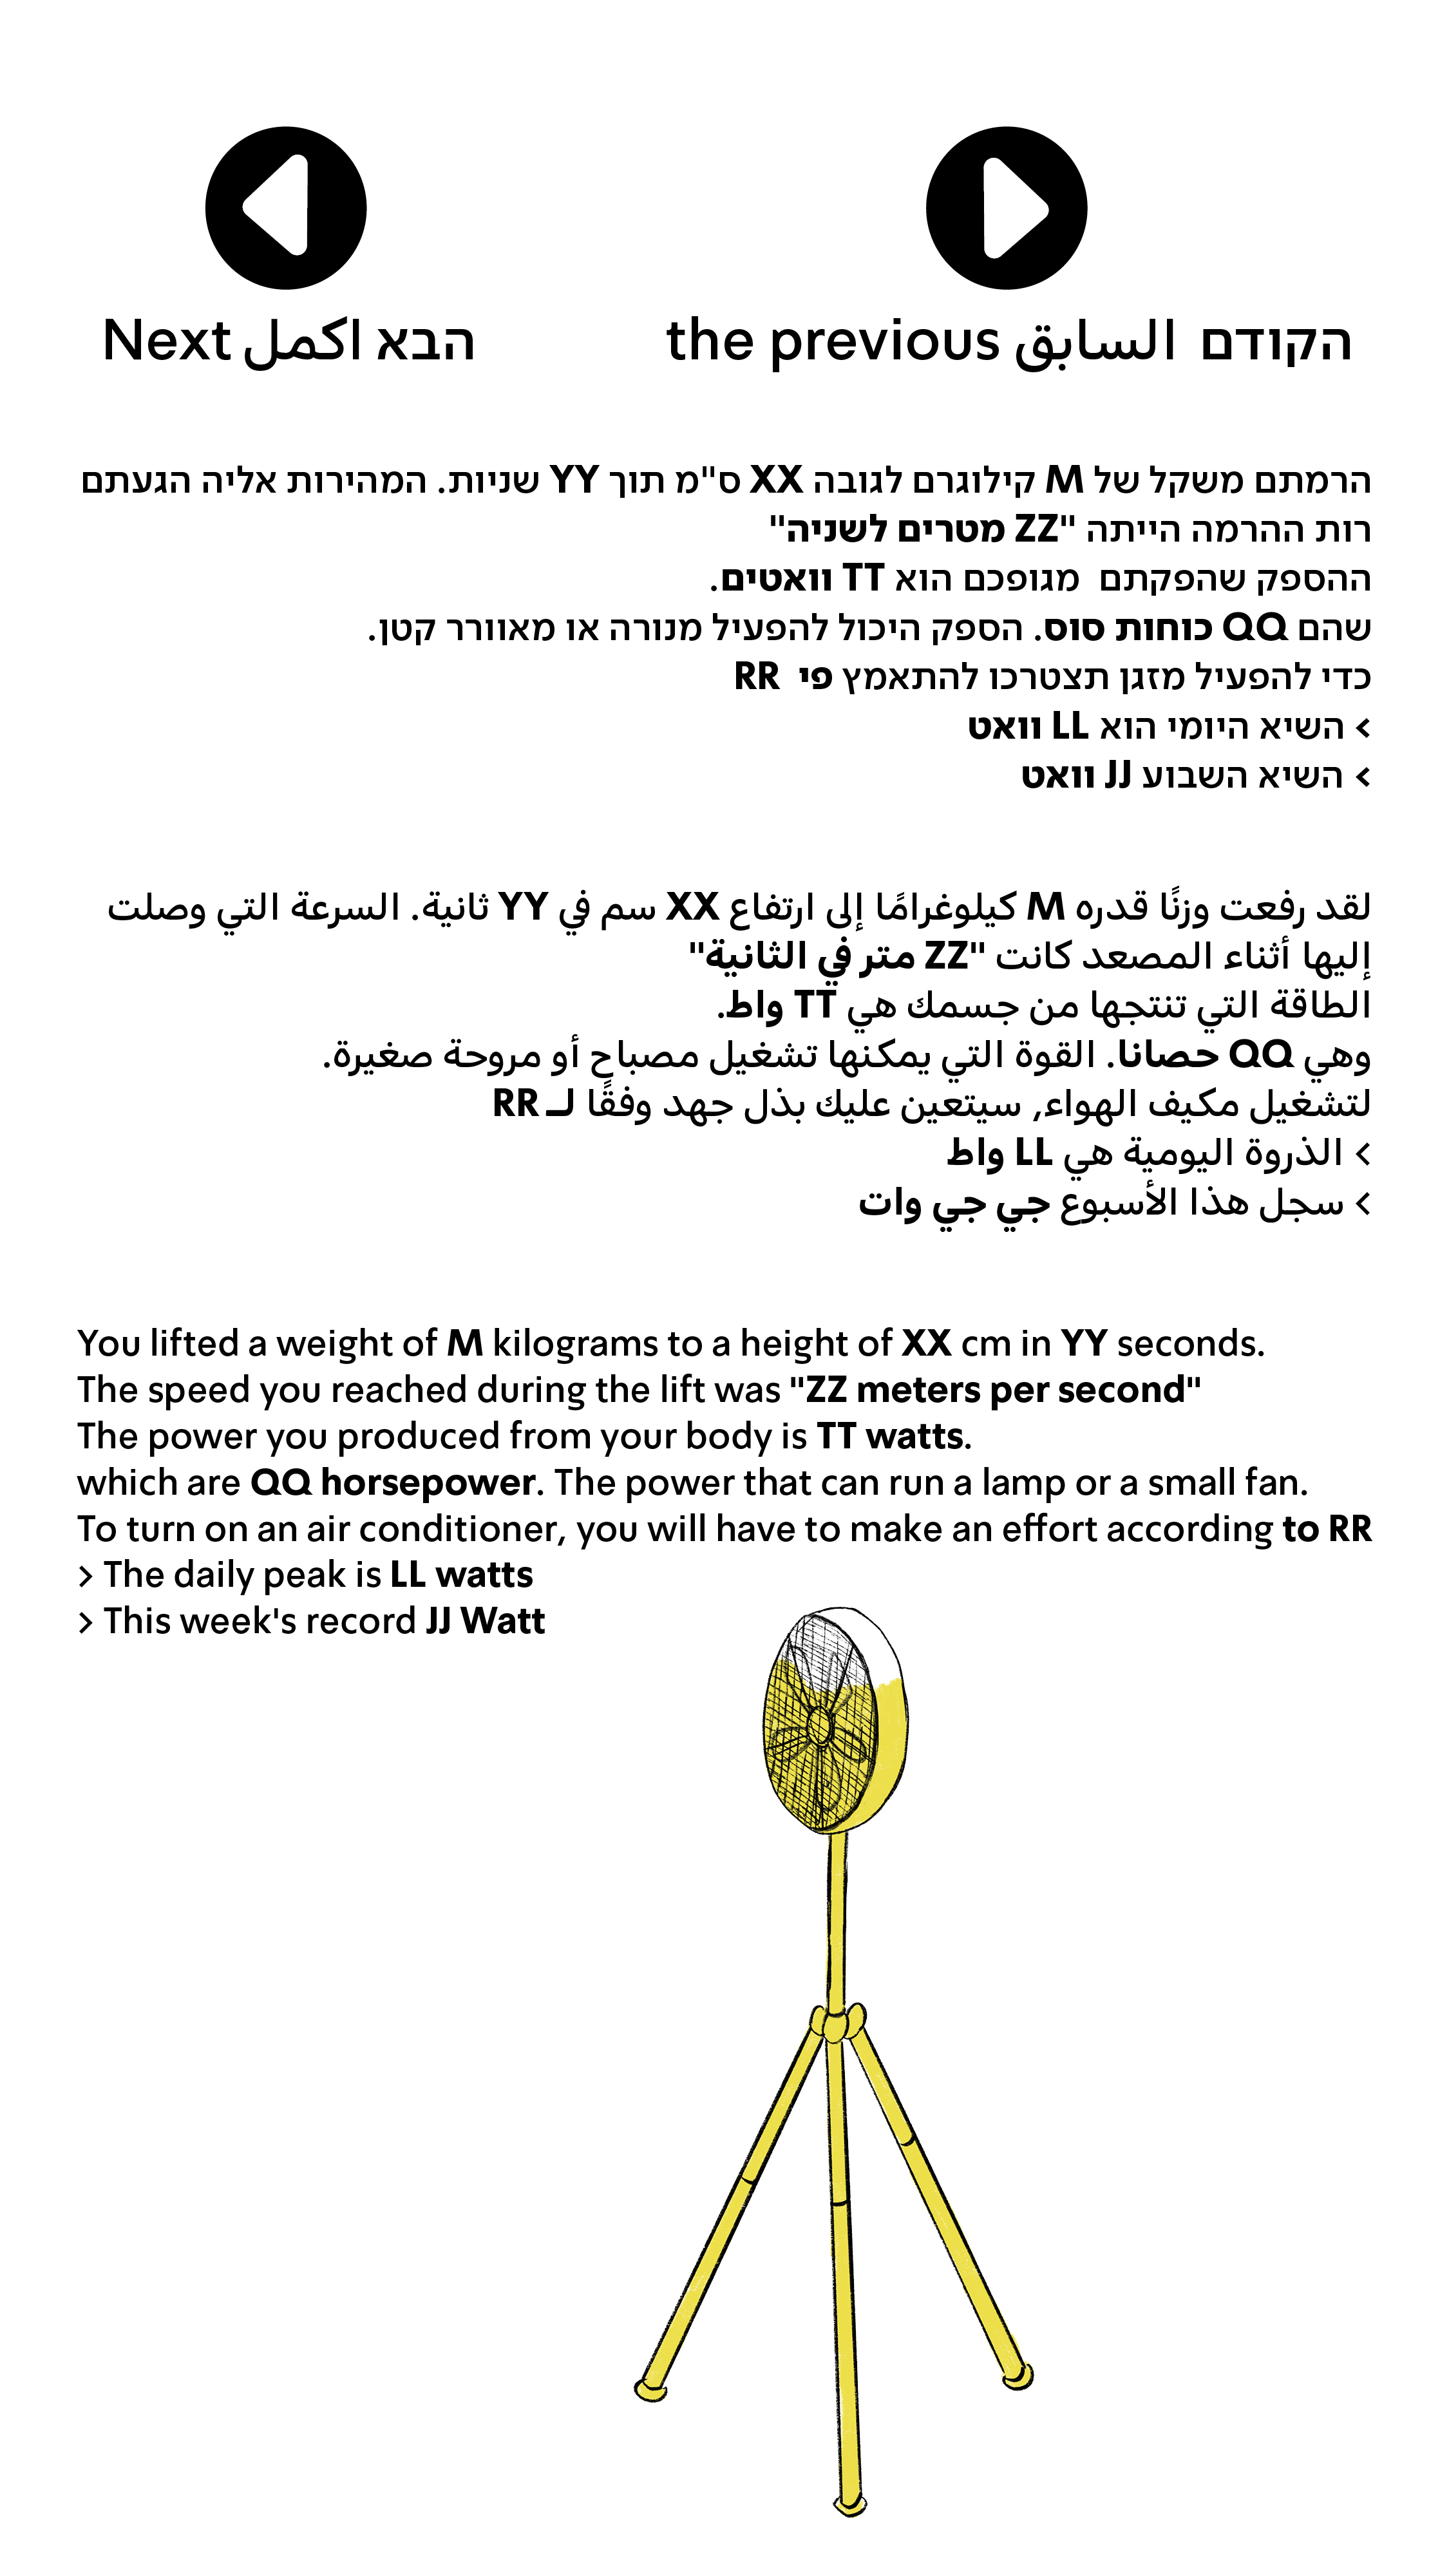 הקודם السابق the previous
הבא اكمل Next
הרמתם משקל של M קילוגרם לגובה XX ס"מ תוך YY שניות. המהירות אליה הגעתם
רות ההרמה הייתה "ZZ מטרים לשניה"
ההספק שהפקתם מגופכם הוא TT וואטים.
שהם QQ כוחות סוס. הספק היכול להפעיל מנורה או מאוורר קטן.
כדי להפעיל מזגן תצטרכו להתאמץ פי RR
> השיא היומי הוא LL וואט
> השיא השבוע JJ וואט
لقد رفعت وزنًا قدره M كيلوغرامًا إلى ارتفاع XX سم في YY ثانية. السرعة التي وصلت
إليها أثناء المصعد كانت "ZZ متر في الثانية"
الطاقة التي تنتجها من جسمك هي TT واط.
وهي QQ حصانا. القوة التي يمكنها تشغيل مصباح أو مروحة صغيرة.
لتشغيل مكيف الهواء, سيتعين عليك بذل جهد وفقًا لـ RR
> الذروة اليومية هي LL واط
> سجل هذا الأسبوع جي جي وات
You lifted a weight of M kilograms to a height of XX cm in YY seconds.
The speed you reached during the lift was "ZZ meters per second"
The power you produced from your body is TT watts.
which are QQ horsepower. The power that can run a lamp or a small fan.
To turn on an air conditioner, you will have to make an effort according to RR
> The daily peak is LL watts
> This week's record JJ Watt